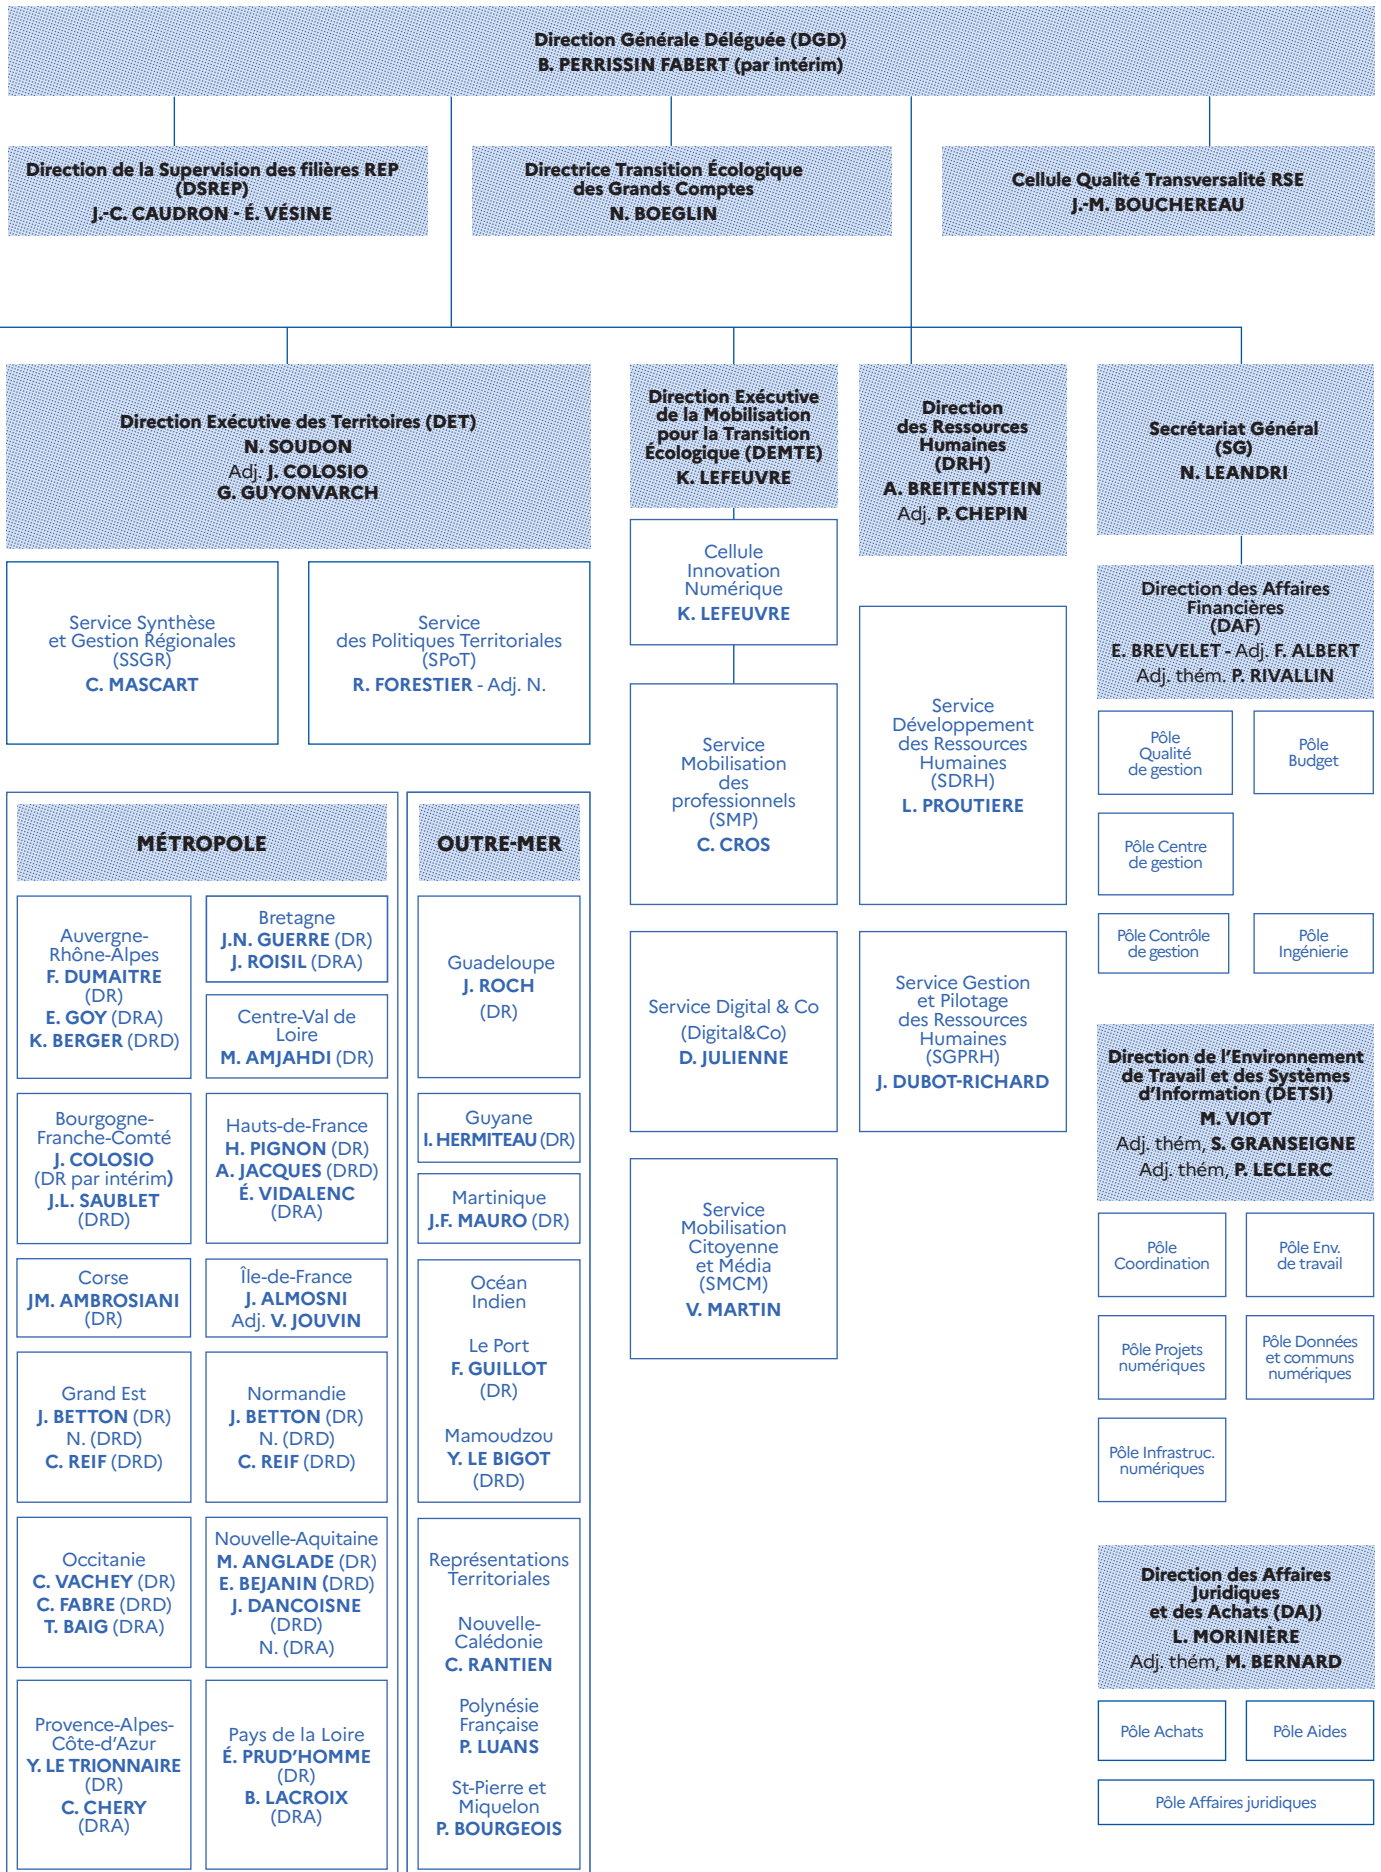 Direction Générale Déléguée (DGD)
B. PERRISSIN FABERT (par intérim)
Direction de la Supervision des filières REP
(DSREP)
J.-C. CAUDRON - É. VÉSINE
Directrice Transition Écologique
des Grands Comptes
N. BOEGLIN
Cellule Qualité Transversalité RSE
J.-M. BOUCHEREAU
Direction Exécutive des Territoires (DET)
N. SOUDON
Adj. J. COLOSIO
G. GUYONVARCH
Service Synthèse
et Gestion Régionales
(SSGR)
C. MASCART
Service
des Politiques Territoriales
(SPoT)
R. FORESTIER - Adj. N.
MÉTROPOLE
Auvergne-
Rhône-Alpes
F. DUMAITRE
(DR)
E. GOY (DRA)
K. BERGER (DRD)
Bretagne
J.N. GUERRE (DR)
J. ROISIL (DRA)
Centre-Val de
Loire
M. AMJAHDI (DR)
Bourgogne-
Franche-Comté
J. COLOSIO
(DR par intérim)
J.L. SAUBLET
(DRD)
Hauts-de-France
H. PIGNON (DR)
A. JACQUES (DRD)
É. VIDALENC
(DRA)
Corse
JM. AMBROSIANI
(DR)
Île-de-France
J. ALMOSNI
Adj. V. JOUVIN
Grand Est
J. BETTON (DR)
N. (DRD)
C. REIF (DRD)
Normandie
J. BETTON (DR)
N. (DRD)
C. REIF (DRD)
Occitanie
C. VACHEY (DR)
C. FABRE (DRD)
T. BAIG (DRA)
Nouvelle-Aquitaine
M. ANGLADE (DR)
E. BEJANIN (DRD)
J. DANCOISNE
(DRD)
N. (DRA)
Provence-Alpes-
Côte-d'Azur
Y. LE TRIONNAIRE
(DR)
C. CHERY
(DRA)
Pays de la Loire
É. PRUD'HOMME
(DR)
B. LACROIX
(DRA)
OUTRE-MER
Guadeloupe
J. ROCH
(DR)
Guyane
I. HERMITEAU (DR)
Martinique
J.F. MAURO (DR)
Océan
Indien
Le Port
F. GUILLOT
(DR)
Mamoudzou
Y. LE BIGOT
(DRD)
Représentations
Territoriales
Nouvelle-
Calédonie
C. RANTIEN
Polynésie
Française
P. LUANS
St-Pierre et
Miquelon
P. BOURGEOIS
Direction Exécutive
de la Mobilisation
pour la Transition
Écologique (DEMTE)
K. LEFEUVRE
Cellule
Innovation
Numérique
K. LEFEUVRE
Service
Mobilisation
des
professionnels
(SMP)
C. CROS
Service Digital & Co
(Digital&Co)
D. JULIENNE
Service
Mobilisation
Citoyenne
et Média
(SMCM)
V. MARTIN
Direction
des Ressources
Humaines
(DRH)
A. BREITENSTEIN
Adj. P. CHEPIN
Service
Développement
des Ressources
Humaines
(SDRH)
L. PROUTIERE
Service Gestion
et Pilotage
des Ressources
Humaines
(SGPRH)
J. DUBOT-RICHARD
Secrétariat Général
(SG)
N. LEANDRI
Direction des Affaires
Financières
(DAF)
E. BREVELET - Adj. F. ALBERT
Adj. thém. P. RIVALLIN
Pôle
Qualité
de gestion
Pôle
Budget
Pôle Centre
de gestion
Pôle Contrôle
de gestion
Pôle
Ingénierie
Direction de l'Environnement
de Travail et des Systèmes
d'Information (DETSI)
M. VIOT
Adj. thém, S. GRANSEIGNE
Adj. thém, P. LECLERC
Pôle
Coordination
Pôle Env.
de travail
Pôle Projets
numériques
Pôle Données
et communs
numériques
Pôle Infrastruc.
numériques
Direction des Affaires
Juridiques
et des Achats (DAJ)
L. MORINIÈRE
Adj. thém, M. BERNARD
Pôle Achats
Pôle Aides
Pôle Affaires juridiques